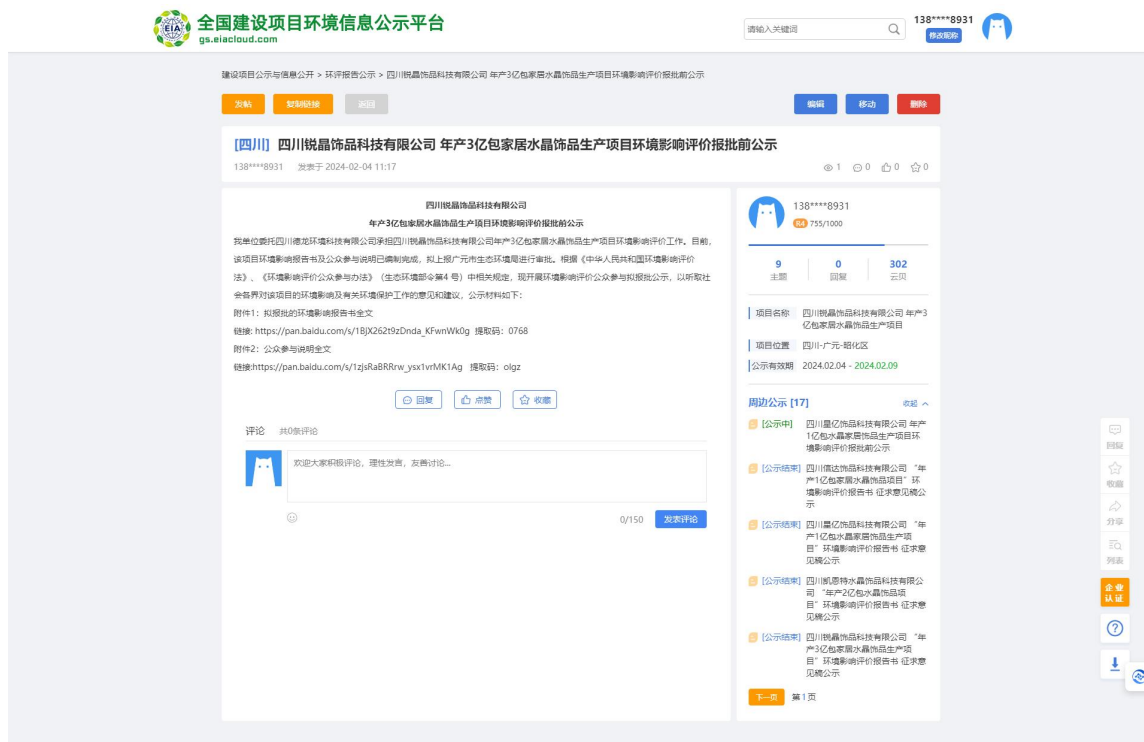 全国建设项目环境信息公示平台
gs.eiacloud.com
EIA
请输入关键词
138****8931
修改昵称
建设项目公示与信息公开 > 环评报告公示 > 四川锐晶饰品科技有限公司 年产3亿包家居水晶饰品生产项目环境影响评价报批前公示
发帖
复制链接
返回
编辑
移动
删除
[四川] 四川锐晶饰品科技有限公司 年产3亿包家居水晶饰品生产项目环境影响评价报批前公示
138****8931 发表于 2024-02-04 11:17
1 0 0 0
四川锐晶饰品科技有限公司
年产3亿包家居水晶饰品生产项目环境影响评价报批前公示
我单位委托四川德龙环境科技有限公司承担四川锐晶饰品科技有限公司年产3亿包家居水晶饰品生产项目环境影响评价工作。目前，
该项目环境影响报告书及公众参与说明已编制完成，拟上报广元市生态环境局进行审批。根据《中华人民共和国环境影响评价
法》、《环境影响评价公众参与办法》（生态环境部令第4 号）中相关规定，现开展环境影响评价公众参与拟报批公示，以听取社
会各界对该项目的环境影响及有关环境保护工作的意见和建议，公示材料如下：
附件1：拟报批的环境影响报告书全文
链接: https://pan.baidu.com/s/1BJX262t9zDnda_KFwnWk0g 提取码：0768
附件2：公众参与说明全文
链接:https://pan.baidu.com/s/1zjsRaBRRrw_ysx1vrMK1Ag 提取码：olgz
回复
点赞
收藏
评论 共0条评论
欢迎大家积极评论，理性发言，友善讨论...
0/150
发表评论
138****8931
R4 755/1000
9 0 302
主题 回复 云贝
项目名称 四川锐晶饰品科技有限公司 年产3
亿包家居水晶饰品生产项目
项目位置 四川-广元-昭化区
公示有效期 2024.02.04 - 2024.02.09
周边公示 [17] 收起
[公示中] 四川星亿饰品科技有限公司 年产
1亿包水晶家居饰品生产项目环
境影响评价报批前公示
[公示结束] 四川信达饰品科技有限公司 “年
产1亿包家居水晶饰品项目”环
境影响评价报告书 征求意见稿公
示
[公示结束] 四川星亿饰品科技有限公司 “年
产1亿包水晶家居饰品生产项
目”环境影响评价报告书 征求意
见稿公示
[公示结束] 四川凯恩特水晶饰品科技有限公
司 “年产2亿包水晶饰品项
目”环境影响评价报告书 征求意
见稿公示
[公示结束] 四川锐晶饰品科技有限公司 “年
产3亿包家居水晶饰品生产项
目”环境影响评价报告书 征求意
见稿公示
下一页 第1页
回复
收藏
分享
列表
企业
认证